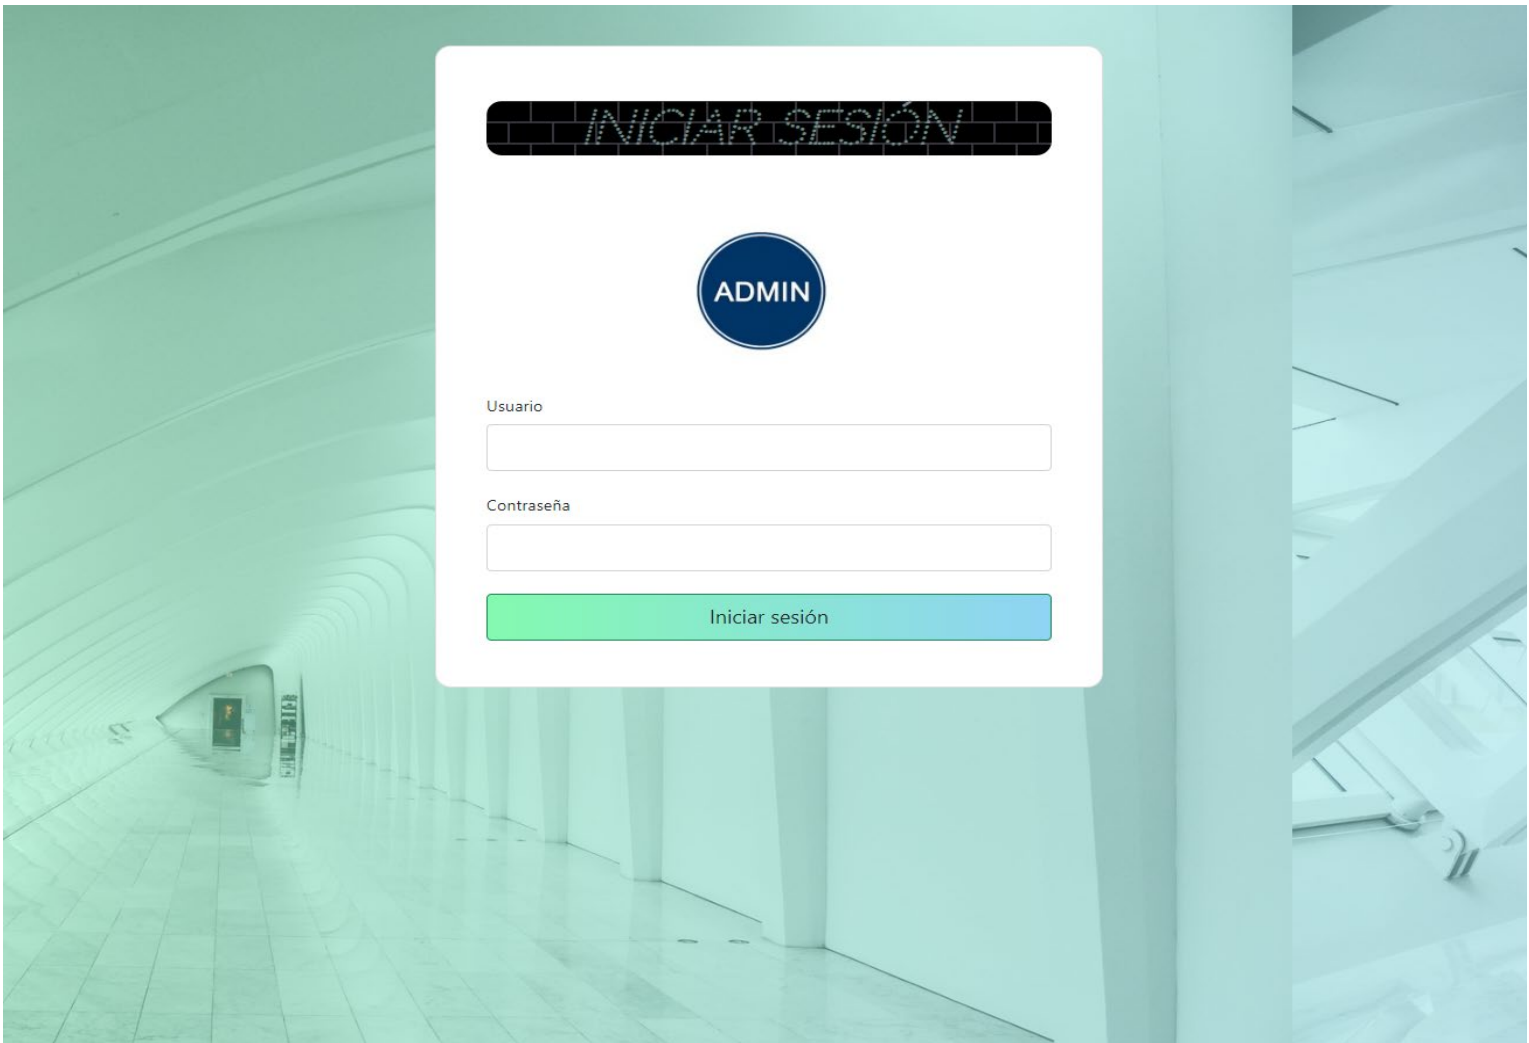 INICIAR SESIÓN
ADMIN
Usuario
Contraseña
Iniciar sesión